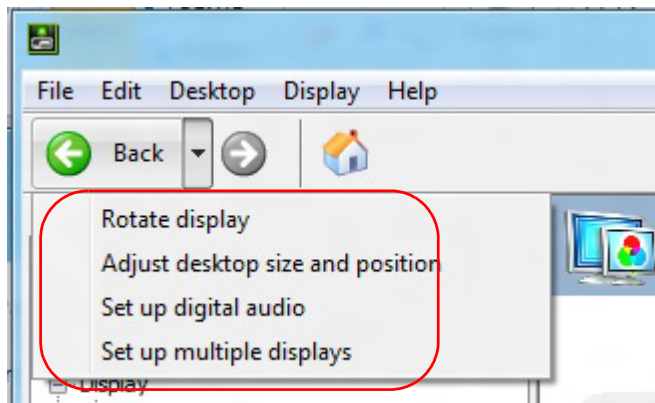 File Edit Desktop Display Help
Back
Rotate display
Adjust desktop size and position
Set up digital audio
Set up multiple displays
Display